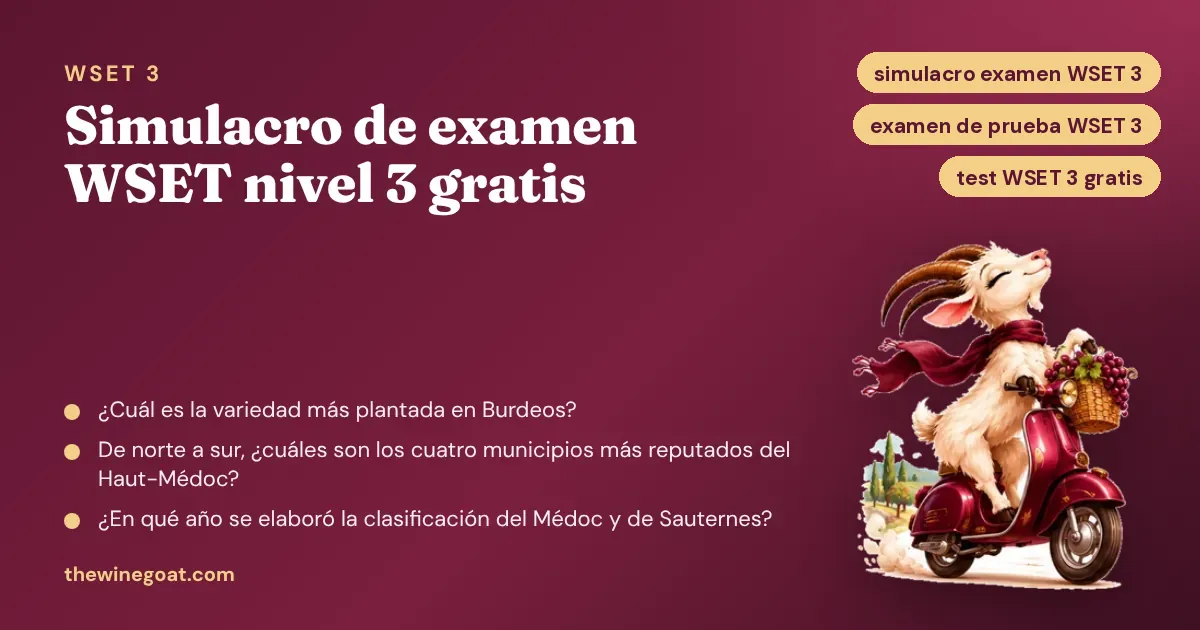 WSET 3
Simulacro de examen
WSET nivel 3 gratis
simulacro examen WSET 3
examen de prueba WSET 3
test WSET 3 gratis
¿Cuál es la variedad más plantada en Burdeos?
De norte a sur, ¿cuáles son los cuatro municipios más reputados del
Haut-Médoc?
¿En qué año se elaboró la clasificación del Médoc y de Sauternes?
thewinegoat.com